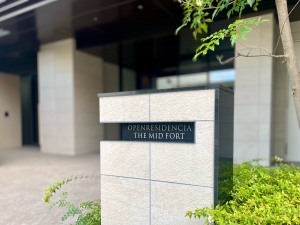 OPENRESIDENCIA
THE MID FORT